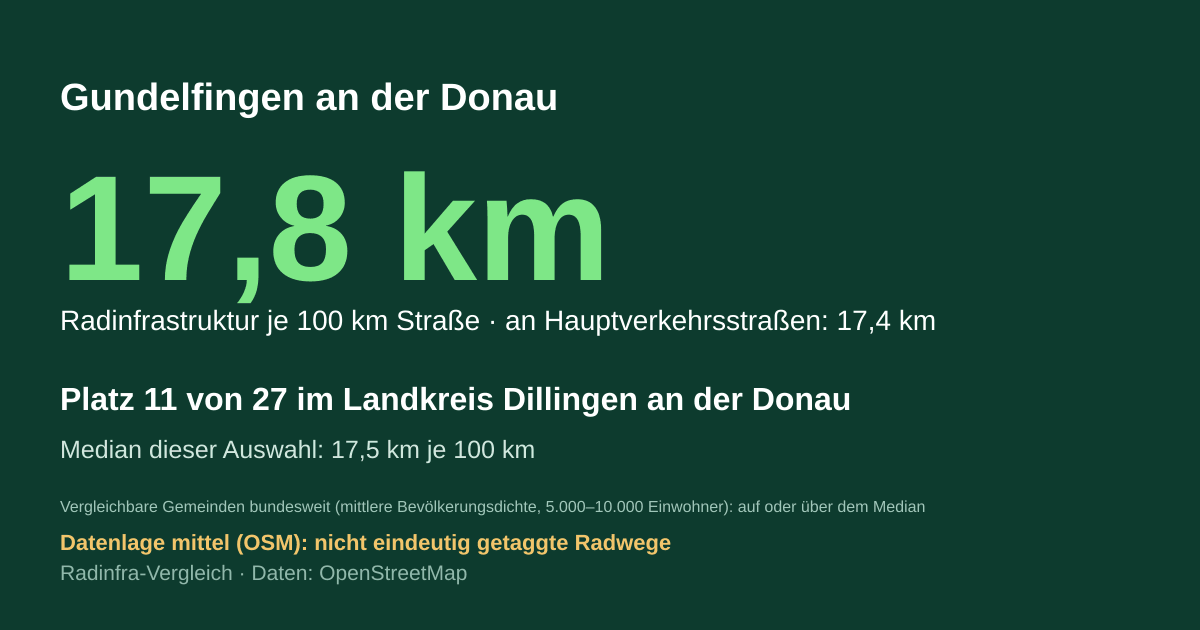 Gundelfingen an der Donau
17,8 km
Radinfrastruktur je 100 km Straße · an Hauptverkehrsstraßen: 17,4 km
Platz 11 von 27 im Landkreis Dillingen an der Donau
Median dieser Auswahl: 17,5 km je 100 km
Vergleichbare Gemeinden bundesweit (mittlere Bevölkerungsdichte, 5.000–10.000 Einwohner): auf oder über dem Median
Datenlage mittel (OSM): nicht eindeutig getaggte Radwege
Radinfra-Vergleich · Daten: OpenStreetMap